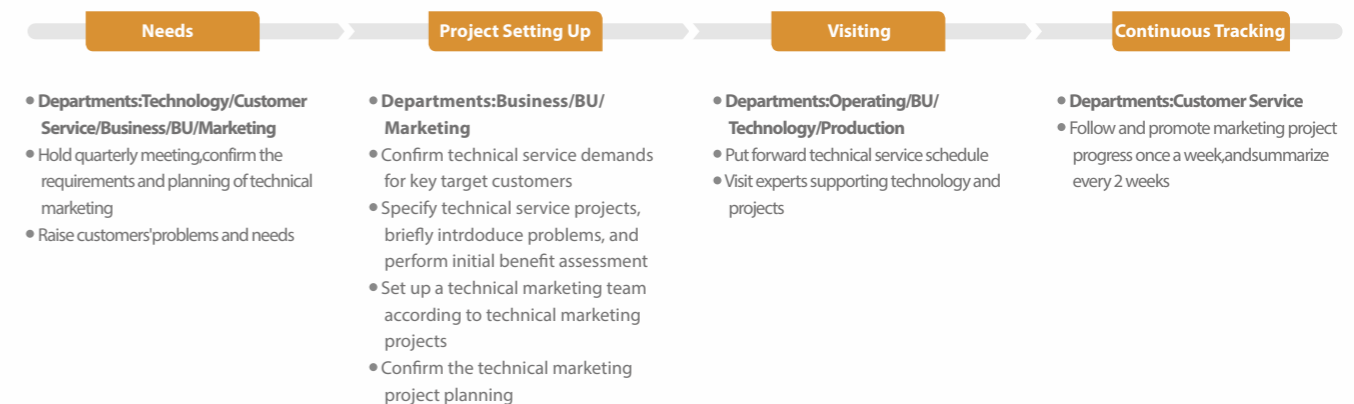 Needs
Project Setting Up
Visiting
Continuous Tracking
● Departments:Technology/Customer
Service/Business/BU/Marketing
● Hold quarterly meeting,confirm the
requirements and planning of technical
marketing
● Raise customers'problems and needs
● Departments:Business/BU/
Marketing
● Confirm technical service demands
for key target customers
● Specify technical service projects,
briefly intrdoduce problems, and
perform initial benefit assessment
● Set up a technical marketing team
according to technical marketing
projects
● Confirm the technical marketing
project planning
● Departments:Operating/BU/
Technology/Production
● Put forward technical service schedule
● Visit experts supporting technology and
projects
● Departments:Customer Service
● Follow and promote marketing project
progress once a week,andsummarize
every 2 weeks